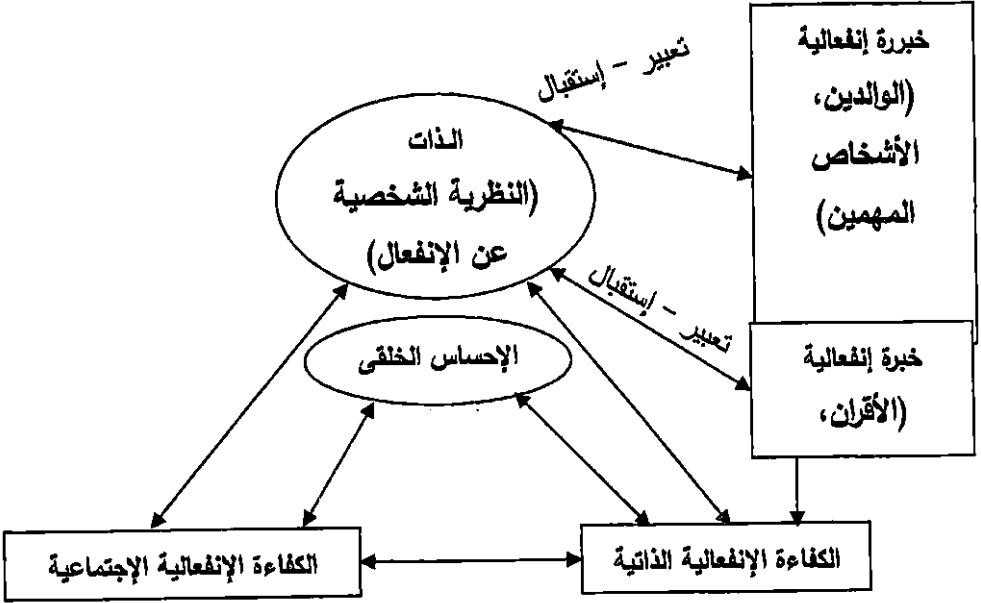 خبررة إنفعالية
(الوالدين،
الأشخاص
المهمين)
تعبير - إستقبال
الذات
(النظرية الشخصية
عن الإنفعال)
تعبير - إستقبال
خبرة إنفعالية
(الأقران،
الإحساس الخلقى
الكفاءة الإنفعالية الذاتية
الكفاءة الإنفعالية الإجتماعية